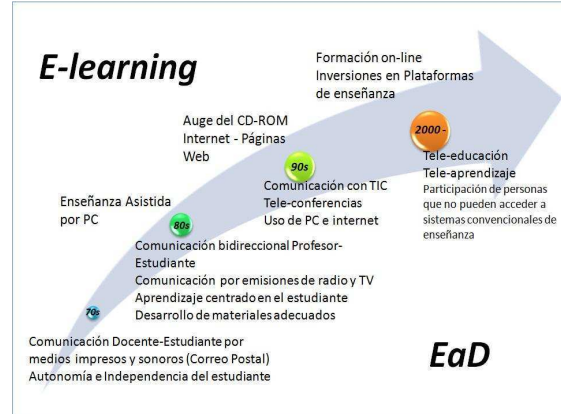 E-learning
Formación on-line
Inversiones en Plataformas
de enseñanza
Auge del CD-ROM
Internet - Páginas
Web
2000 -
Tele-educación
Tele-aprendizaje
Participación de personas
que no pueden acceder a
sistemas convencionales de
enseñanza
90s
Comunicación con TIC
Tele-conferencias
Uso de PC e internet
Enseñanza Asistida
por PC
80s
Comunicación bidireccional Profesor-
Estudiante
Comunicación por emisiones de radio y TV
Aprendizaje centrado en el estudiante
Desarrollo de materiales adecuados
70s
Comunicación Docente-Estudiante por
medios impresos y sonoros (Correo Postal)
Autonomía e Independencia del estudiante
EaD